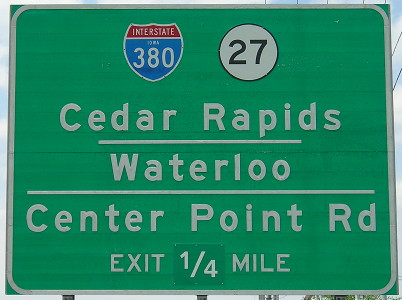 INTERSTATE
IOWA
380
27
Cedar Rapids
Waterloo
Center Point Rd
EXIT 1/4 MILE